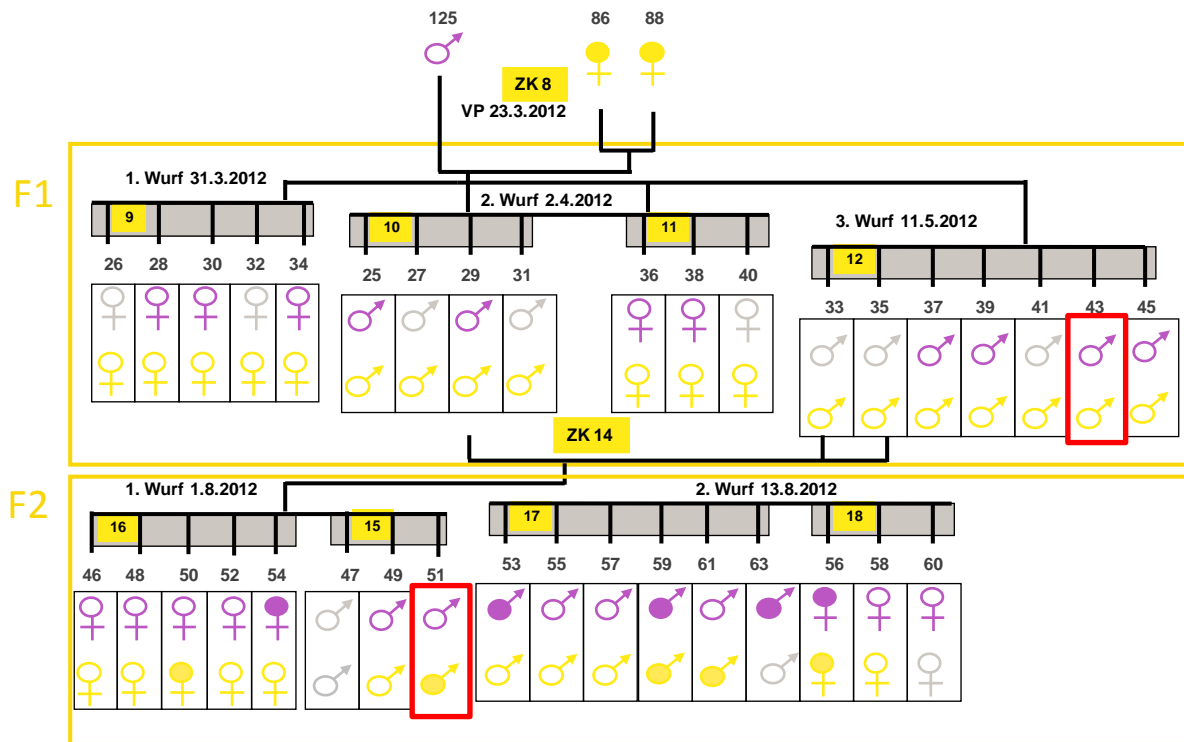 125 86 88
ZK 8
VP 23.3.2012
F1
1. Wurf 31.3.2012
2. Wurf 2.4.2012
3. Wurf 11.5.2012
9 10 11 12
26 28 30 32 34
25 27 29 31
36 38 40
33 35 37 39 41 43 45
ZK 14
F2
1. Wurf 1.8.2012
2. Wurf 13.8.2012
16 15 17 18
46 48 50 52 54
47 49 51
53 55 57 59 61 63
56 58 60